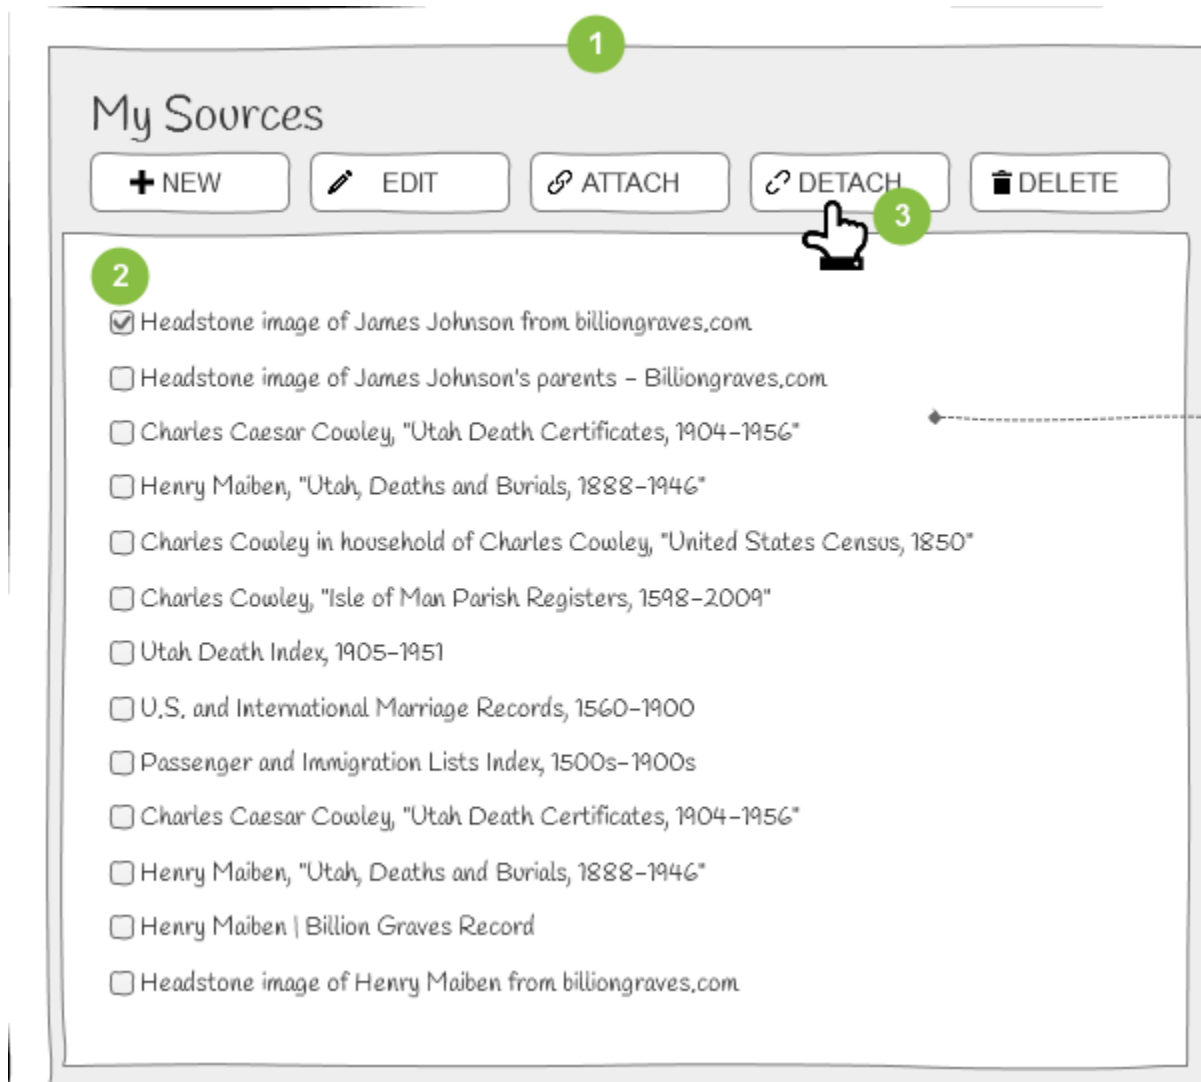 1
My Sources
NEW EDIT ATTACH DETACH DELETE
3
2
Headstone image of James Johnson from billiongraves.com
Headstone image of James Johnson's parents - Billiongraves.com
Charles Caesar Cowley, "Utah Death Certificates, 1904-1956"
Henry Maiben, "Utah, Deaths and Burials, 1888-1946"
Charles Cowley in household of Charles Cowley, "United States Census, 1850"
Charles Cowley, "Isle of Man Parish Registers, 1598-2009"
Utah Death Index, 1905-1951
U.S. and International Marriage Records, 1560-1900
Passenger and Immigration Lists Index, 1500s-1900s
Charles Caesar Cowley, "Utah Death Certificates, 1904-1956"
Henry Maiben, "Utah, Deaths and Burials, 1888-1946"
Henry Maiben | Billion Graves Record
Headstone image of Henry Maiben from billiongraves.com